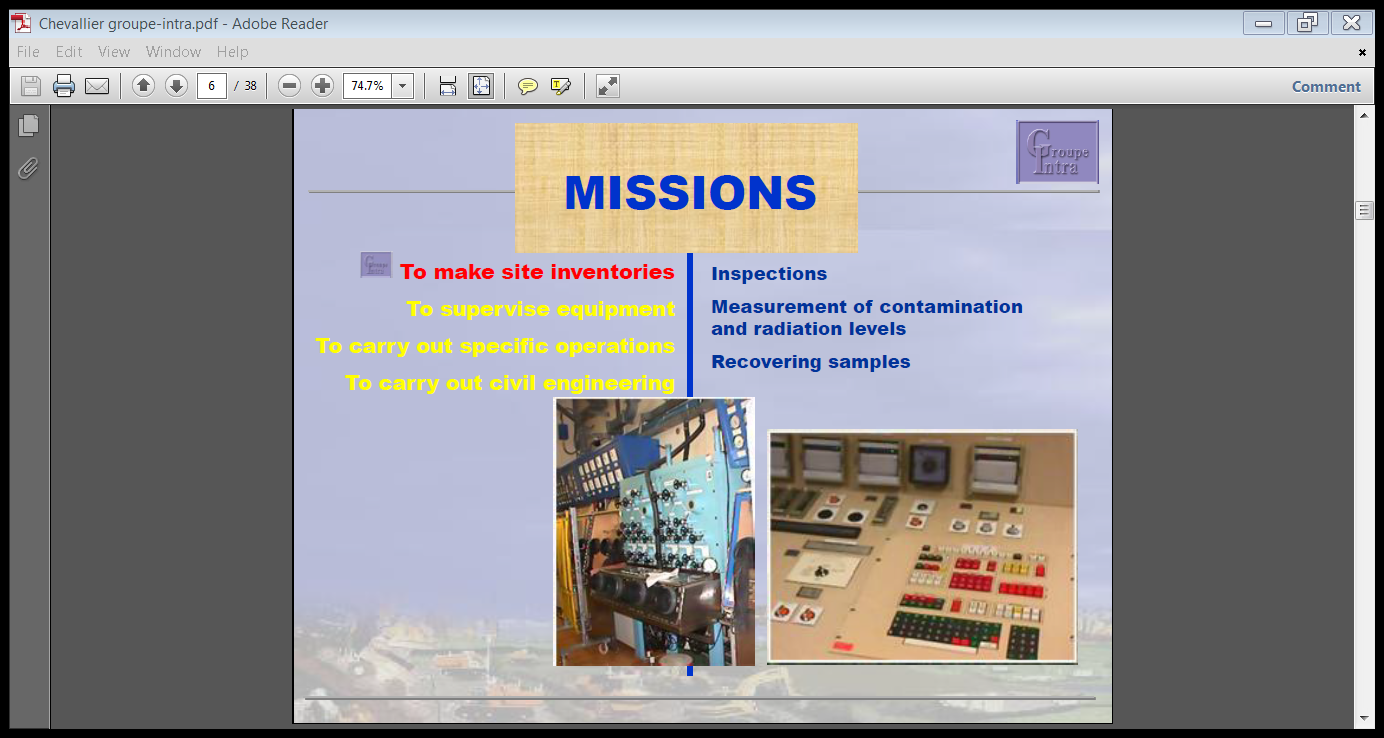 Chevallier groupe-intra.pdf - Adobe Reader
File Edit View Window Help
6 / 38
74.7%
Comment
Groupe
Intra
MISSIONS
To make site inventories
To supervise equipment
To carry out specific operations
To carry out civil engineering
Inspections
Measurement of contamination
and radiation levels
Recovering samples